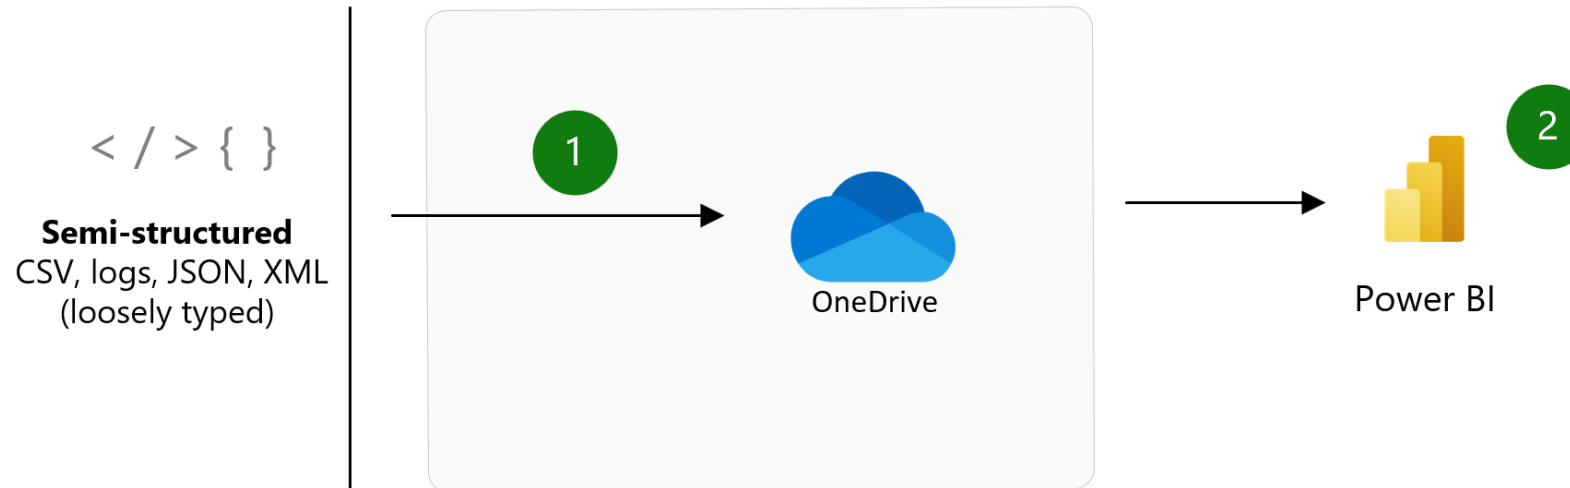 < / > { }
Semi-structured
CSV, logs, JSON, XML
(loosely typed)
1
OneDrive
2
Power BI